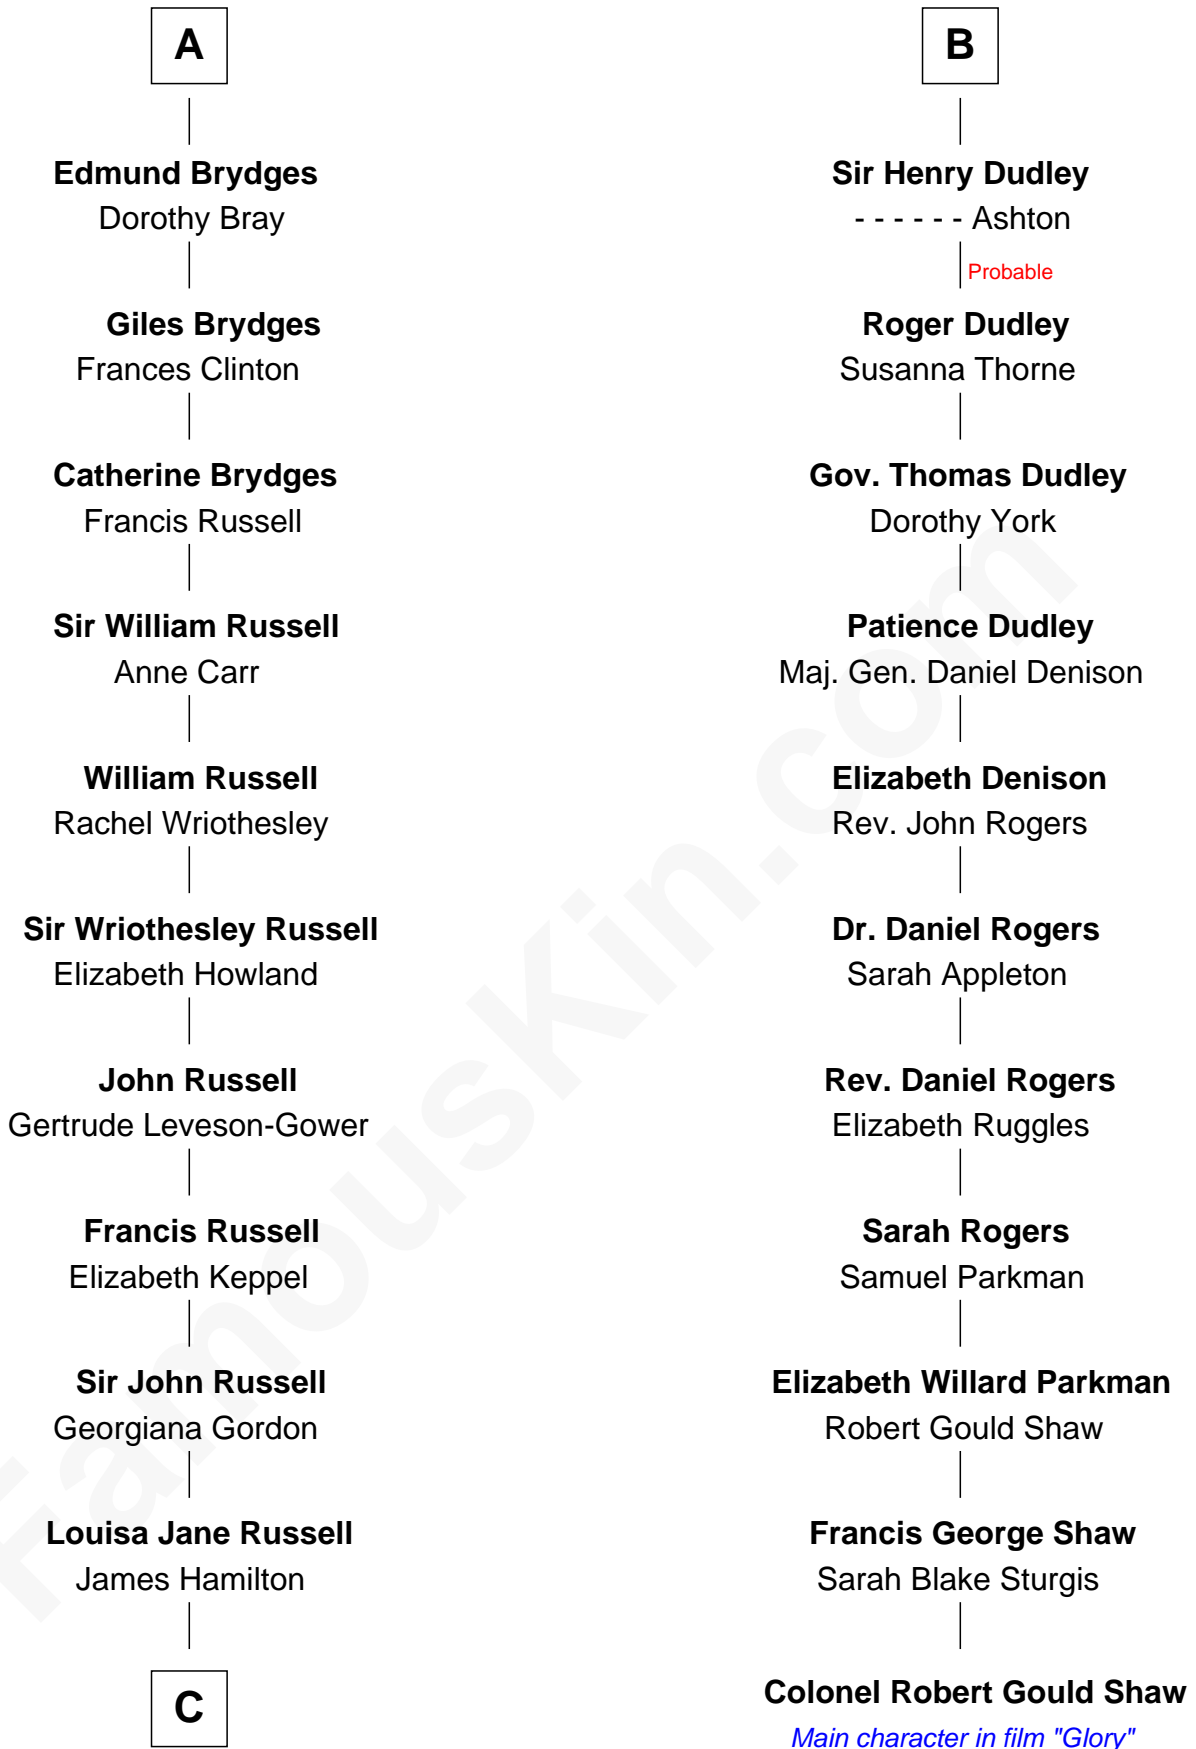 A
Edmund Brydges
Dorothy Bray
Giles Brydges
Frances Clinton
Catherine Brydges
Francis Russell
Sir William Russell
Anne Carr
William Russell
Rachel Wriothesley
Sir Wriothesley Russell
Elizabeth Howland
John Russell
Gertrude Leveson-Gower
Francis Russell
Elizabeth Keppel
Sir John Russell
Georgiana Gordon
Louisa Jane Russell
James Hamilton
C
B
Sir Henry Dudley
- - - - - - Ashton
Probable
Roger Dudley
Susanna Thorne
Gov. Thomas Dudley
Dorothy York
Patience Dudley
Maj. Gen. Daniel Denison
Elizabeth Denison
Rev. John Rogers
Dr. Daniel Rogers
Sarah Appleton
Rev. Daniel Rogers
Elizabeth Ruggles
Sarah Rogers
Samuel Parkman
Elizabeth Willard Parkman
Robert Gould Shaw
Francis George Shaw
Sarah Blake Sturgis
Colonel Robert Gould Shaw
Main character in film "Glory"
FamousKin.com